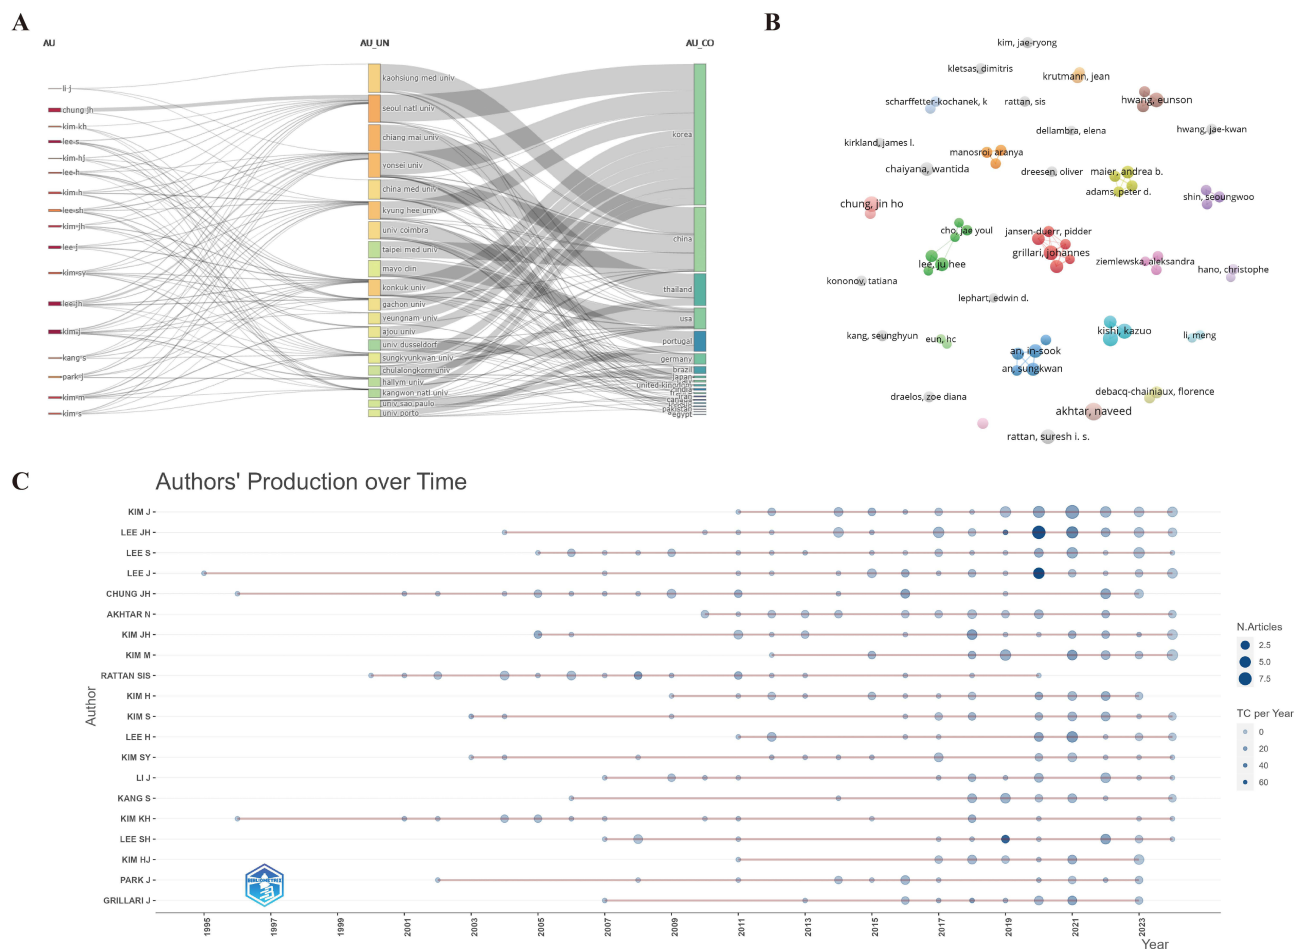 A
AU
AU_UN
AU_CO
li j
chung jh
kim kh
lee s
kim hj
lee h
kim h
lee sh
kim jh
lee j
kim sy
lee jh
kim j
kang s
park j
kim m
kim s
kaohsiung med univ
seoul natl univ
chiang mai univ
yonsei univ
china med univ
kyung hee univ
univ coimbra
taipei med univ
mayo clin
konkuk univ
gachon univ
yeungnam univ
ajou univ
univ dusseldorf
sungkyunkwan univ
chulalongkorn univ
hallym univ
kangwon natl univ
univ sao paulo
univ porto
korea
china
thailand
usa
portugal
germany
brazil
japan
united kingdom
india
iran
canada
pakistan
egypt
B
kim, jae-ryong
kletsas, dimitris
krutmann, jean
scharffetter-kochanek, k
rattan, sis
hwang, eunson
dellambra, elena
hwang, jae-kwan
kirkland, james l.
manosroi, aranya
chaiyana, wantida
dreesen, oliver
maier, andrea b.
adams, peter d.
shin, seoungwoo
chung, jin ho
cho, jae youl
jansen-duerr, pidder
grillari, johannes
lee, ju hee
ziemlewska, aleksandra
hano, christophe
kononov, tatiana
lephart, edwin d.
kang, seunghyun
eun, hc
kishi, kazuo
li, meng
an, in-sook
an, sungkwan
draelos, zoe diana
debacq-chainiaux, florence
akhtar, naveed
rattan, suresh i. s.
C
Authors' Production over Time
Author
KIM J
LEE JH
LEE S
LEE J
CHUNG JH
AKHTAR N
KIM JH
KIM M
RATTAN SIS
KIM H
KIM S
LEE H
KIM SY
LI J
KANG S
KIM KH
LEE SH
KIM HJ
PARK J
GRILLARI J
BIBLIOMETRIX
1995
1997
1999
2001
2003
2005
2007
2009
2011
2013
2015
2017
2019
2021
2023
Year
N.Articles
2.5
5.0
7.5
TC per Year
0
20
40
60